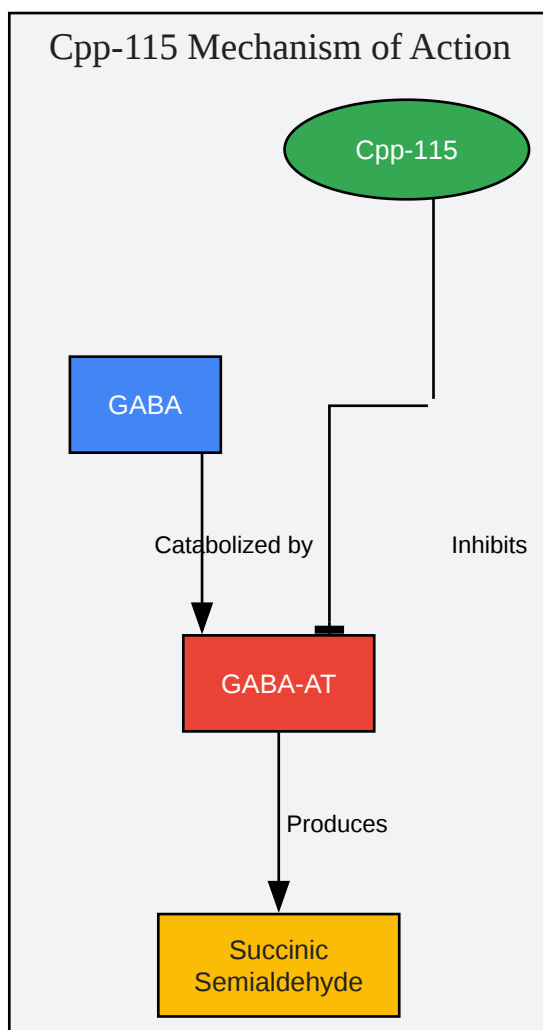 Cpp-115 Mechanism of Action
Cpp-115
GABA
Catabolized by
Inhibits
GABA-AT
Produces
Succinic
Semialdehyde